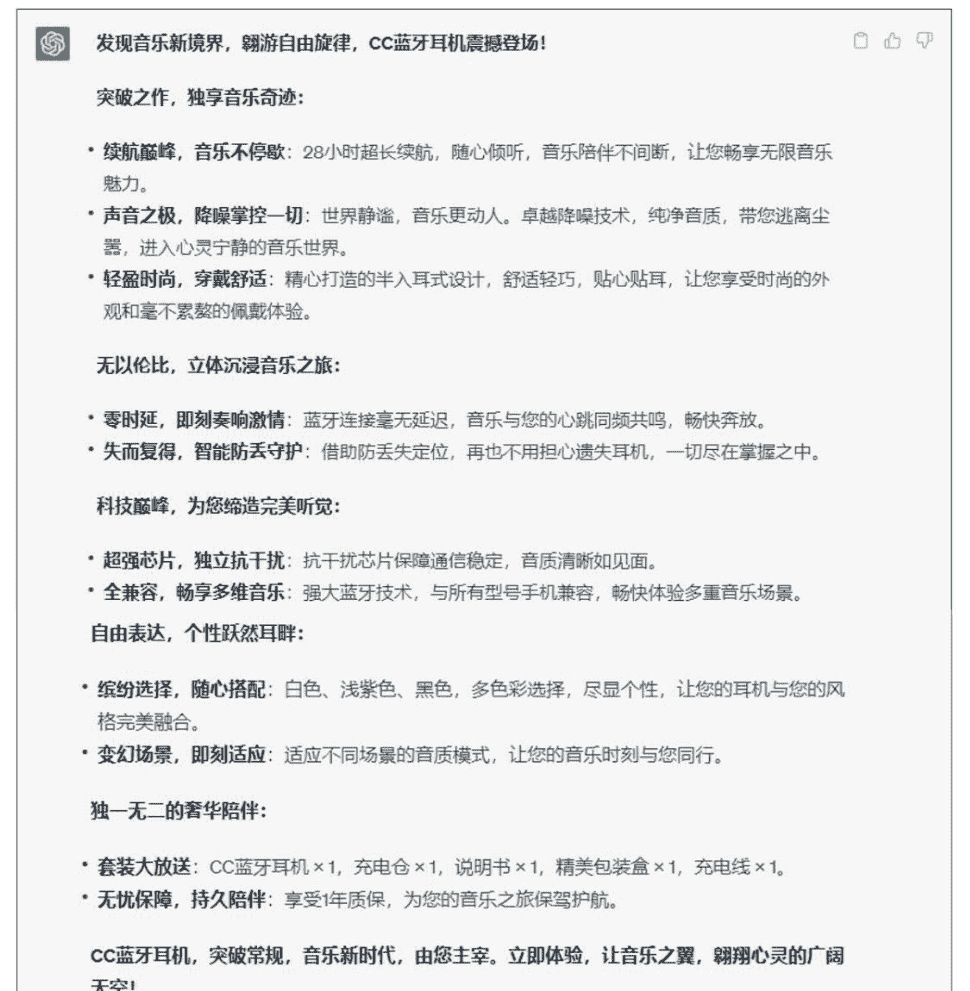 发现音乐新境界，翱游自由旋律，CC蓝牙耳机震撼登场！
突破之作，独享音乐奇迹：
• 续航巅峰，音乐不停歇：28小时超长续航，随心倾听，音乐陪伴不间断，让您畅享无限音乐
魅力。
• 声音之极，降噪掌控一切：世界静谧，音乐更动人。卓越降噪技术，纯净音质，带您逃离尘
嚣，进入心灵宁静的音乐世界。
• 轻盈时尚，穿戴舒适：精心打造的半入耳式设计，舒适轻巧，贴心贴耳，让您享受时尚的外
观和毫不累赘的佩戴体验。
无以伦比，立体沉浸音乐之旅：
• 零时延，即刻奏响激情：蓝牙连接毫无延迟，音乐与您的心跳同频共鸣，畅快奔放。
• 失而复得，智能防丢守护：借助防丢失定位，再也不用担心遗失耳机，一切尽在掌握之中。
科技巅峰，为您缔造完美听觉：
• 超强芯片，独立抗干扰：抗干扰芯片保障通信稳定，音质清晰如见面。
• 全兼容，畅享多维音乐：强大蓝牙技术，与所有型号手机兼容，畅快体验多重音乐场景。
自由表达，个性跃然耳畔：
• 缤纷选择，随心搭配：白色、浅紫色、黑色，多色彩选择，尽显个性，让您的耳机与您的风
格完美融合。
• 变幻场景，即刻适应：适应不同场景的音质模式，让您的音乐时刻与您同行。
独一无二的奢华陪伴：
• 套装大放送：CC蓝牙耳机×1，充电仓×1，说明书×1，精美包装盒×1，充电线×1。
• 无忧保障，持久陪伴：享受1年质保，为您的音乐之旅保驾护航。
CC蓝牙耳机，突破常规，音乐新时代，由您主宰。立即体验，让音乐之翼，翱翔心灵的广阔
天空！